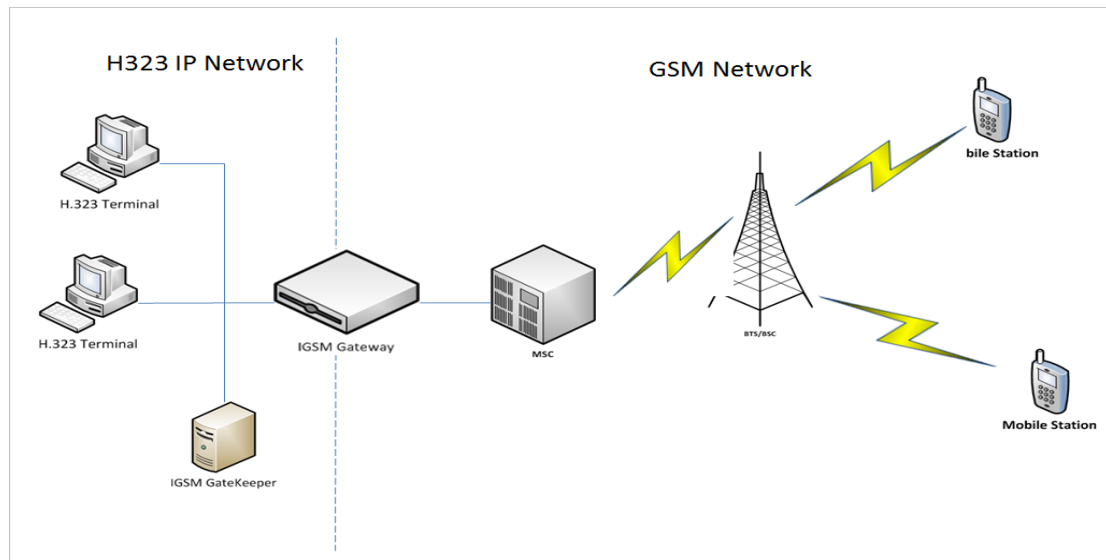 H323 IP Network
GSM Network
bile Station
H.323 Terminal
H.323 Terminal
IGSM Gateway
MSC
BTS/BSC
Mobile Station
IGSM GateKeeper